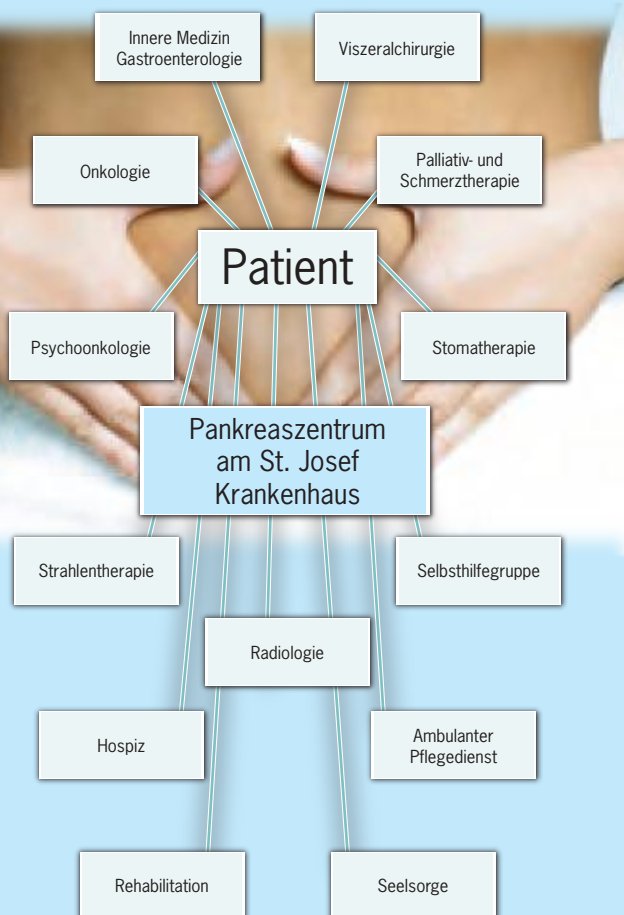 Innere Medizin
Gastroenterologie
Viszeralchirurgie
Onkologie
Palliativ- und
Schmerztherapie
Patient
Psychoonkologie
Stomatherapie
Pankreaszentrum
am St. Josef
Krankenhaus
Strahlentherapie
Selbsthilfegruppe
Radiologie
Hospiz
Ambulanter
Pflegedienst
Rehabilitation
Seelsorge